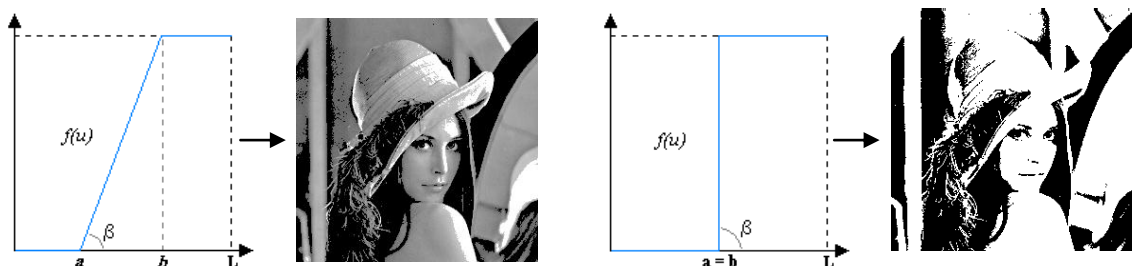 f(u)
β
a b L
f(u)
β
a = b L